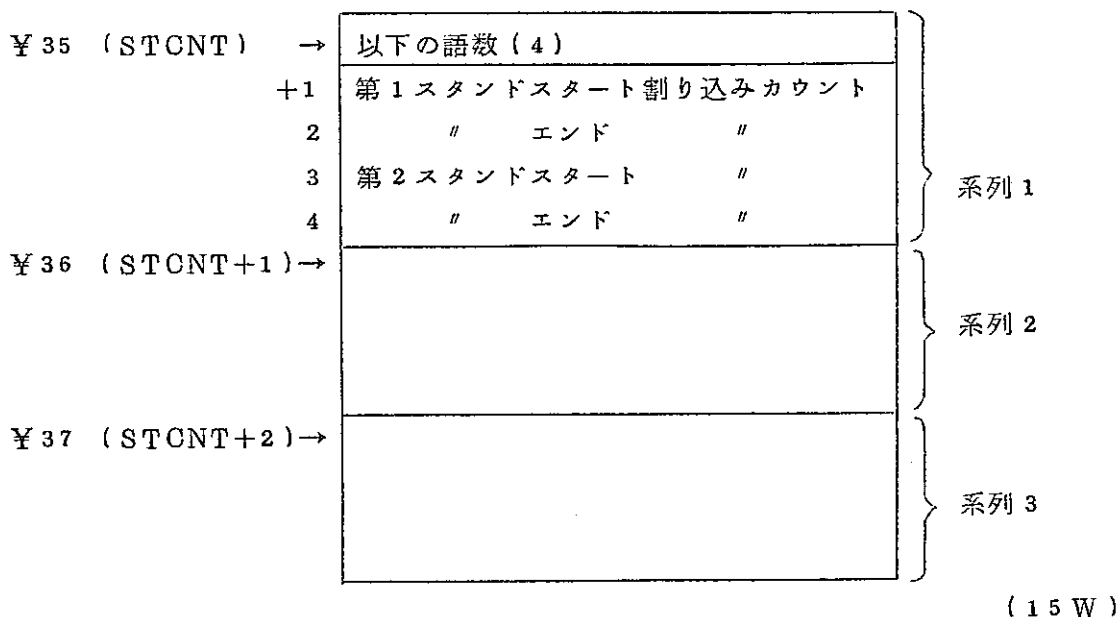 ¥35 (STCNT) → 以下の語数(4)
+1 第1スタンドスタート割り込みカウント
2 〃 エンド 〃
3 第2スタンドスタート 〃
4 〃 エンド 〃
系列1
¥36 (STCNT+1)→
系列2
¥37 (STCNT+2)→
系列3
(15W)